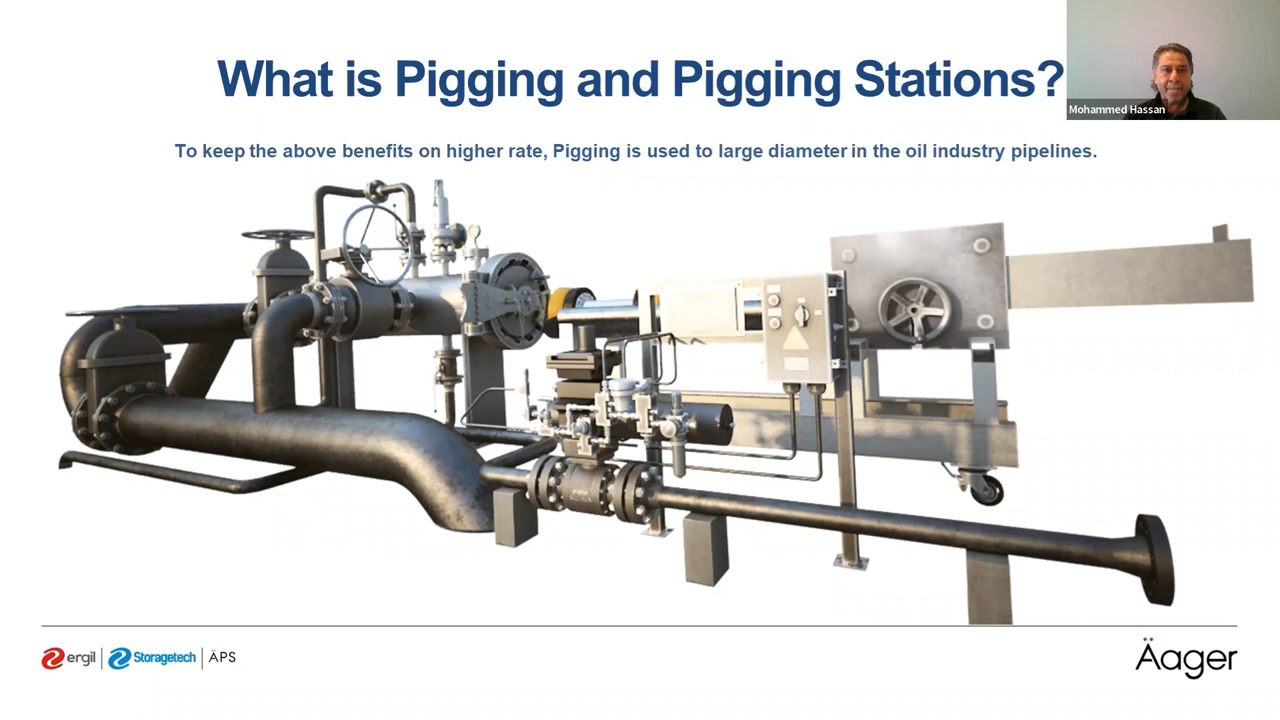 What is Pigging and Pigging Stations?
Mohammed Hassan
To keep the above benefits on higher rate, Pigging is used to large diameter in the oil industry pipelines.
ergil | Storagetech | ÄPS
Äager